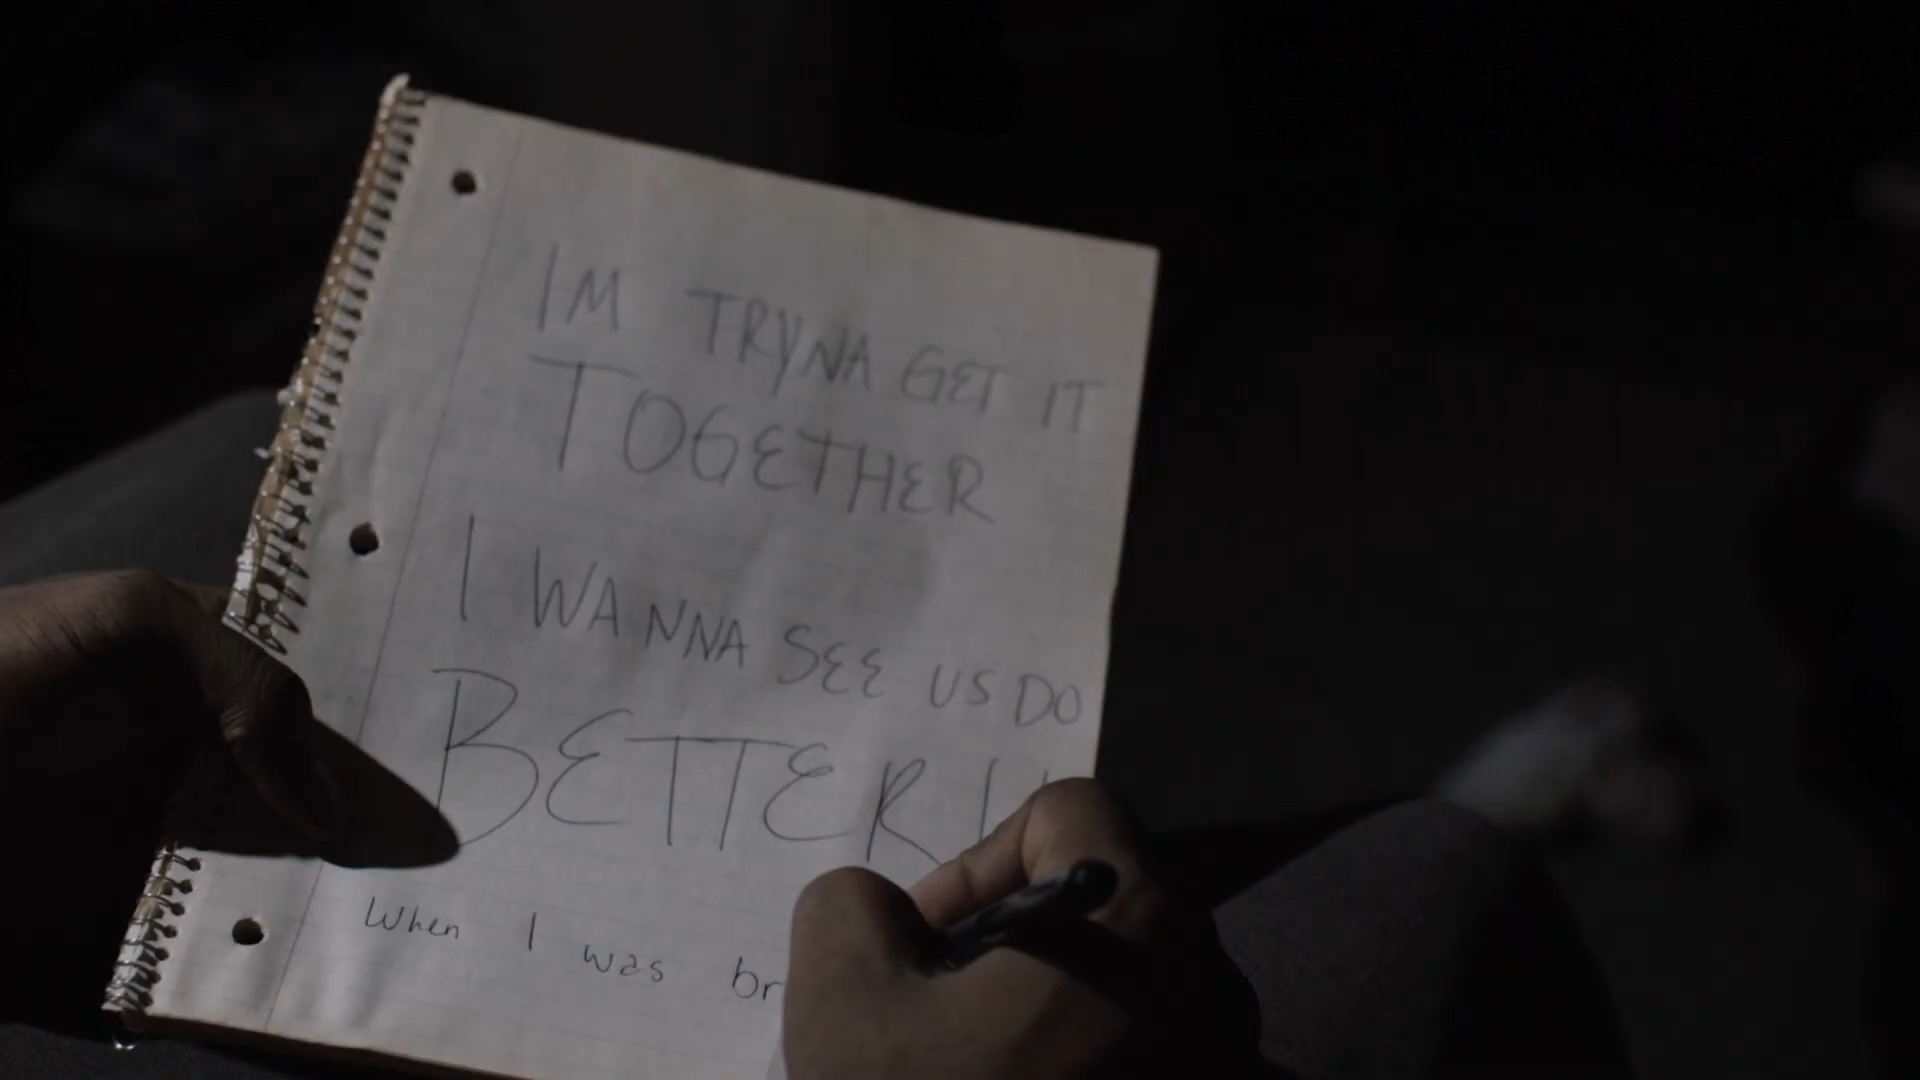 IM TRYNA GET IT
TOGETHER
I WANNA SEE US DO
BETTER
When I was